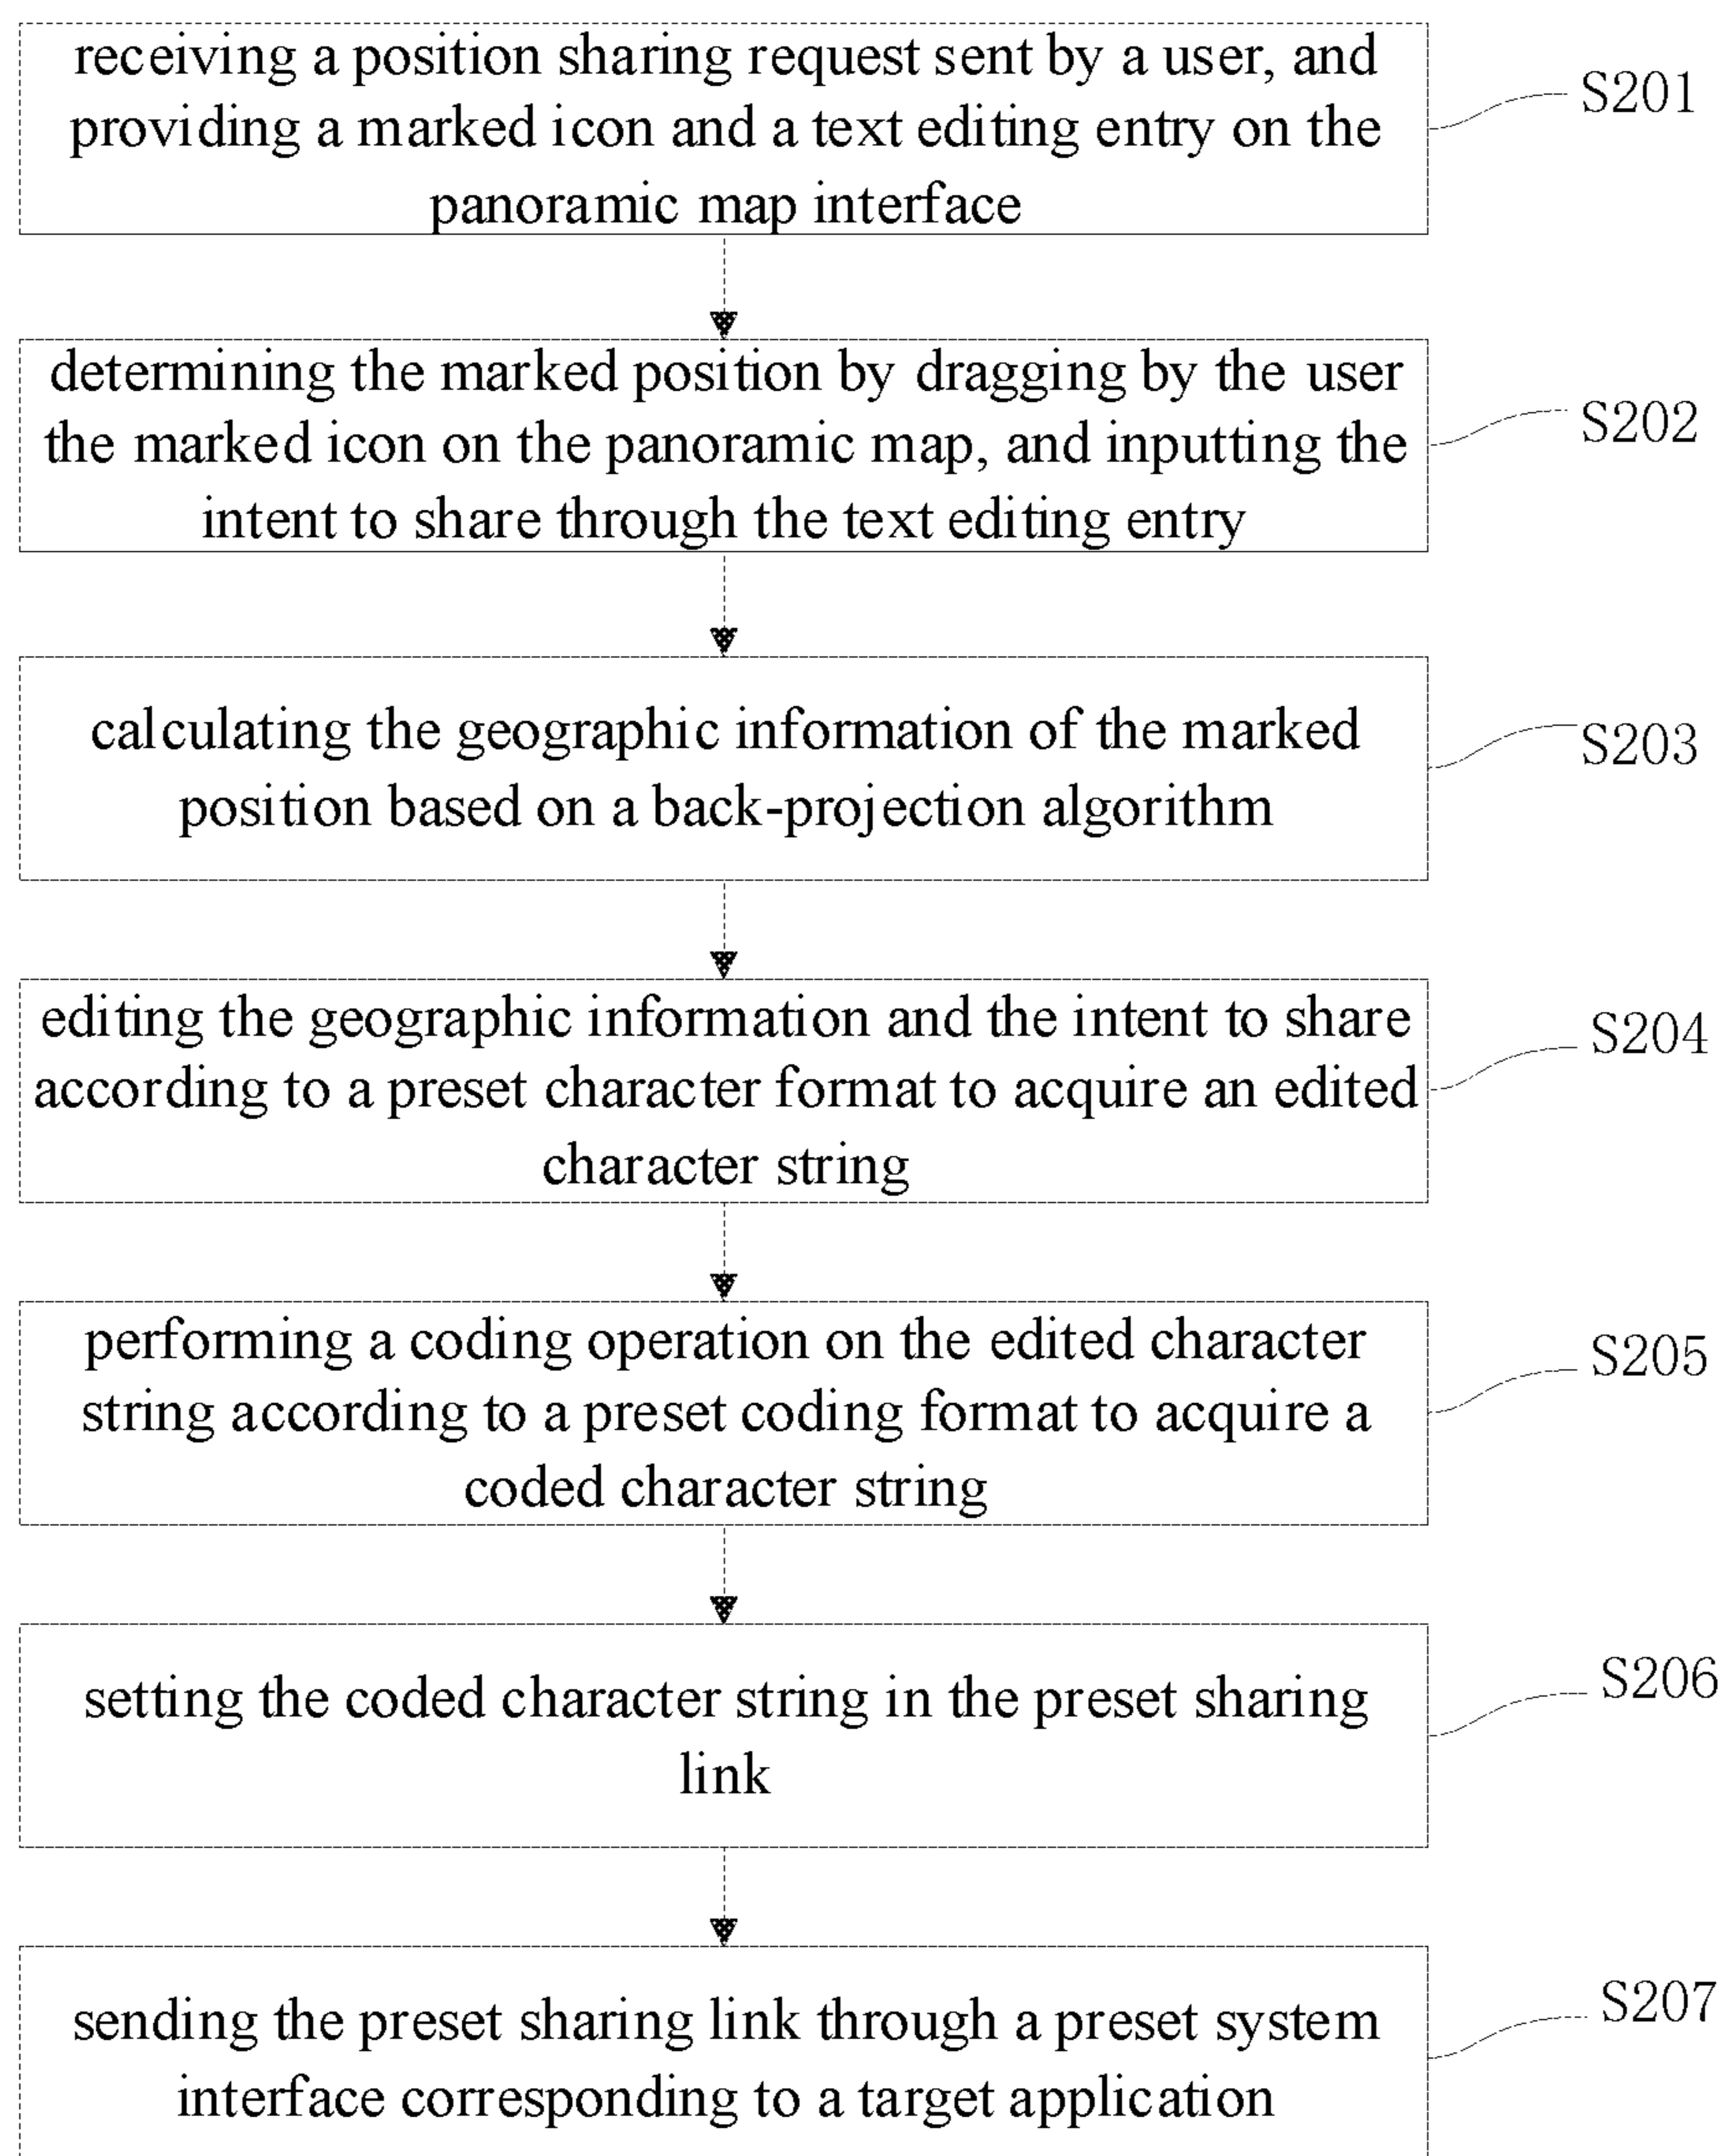 receiving a position sharing request sent by a user, and
providing a marked icon and a text editing entry on the
panoramic map interface
S201
determining the marked position by dragging by the user
the marked icon on the panoramic map, and inputting the
intent to share through the text editing entry
S202
calculating the geographic information of the marked
position based on a back-projection algorithm
S203
editing the geographic information and the intent to share
according to a preset character format to acquire an edited
character string
S204
performing a coding operation on the edited character
string according to a preset coding format to acquire a
coded character string
S205
setting the coded character string in the preset sharing
link
S206
sending the preset sharing link through a preset system
interface corresponding to a target application
S207